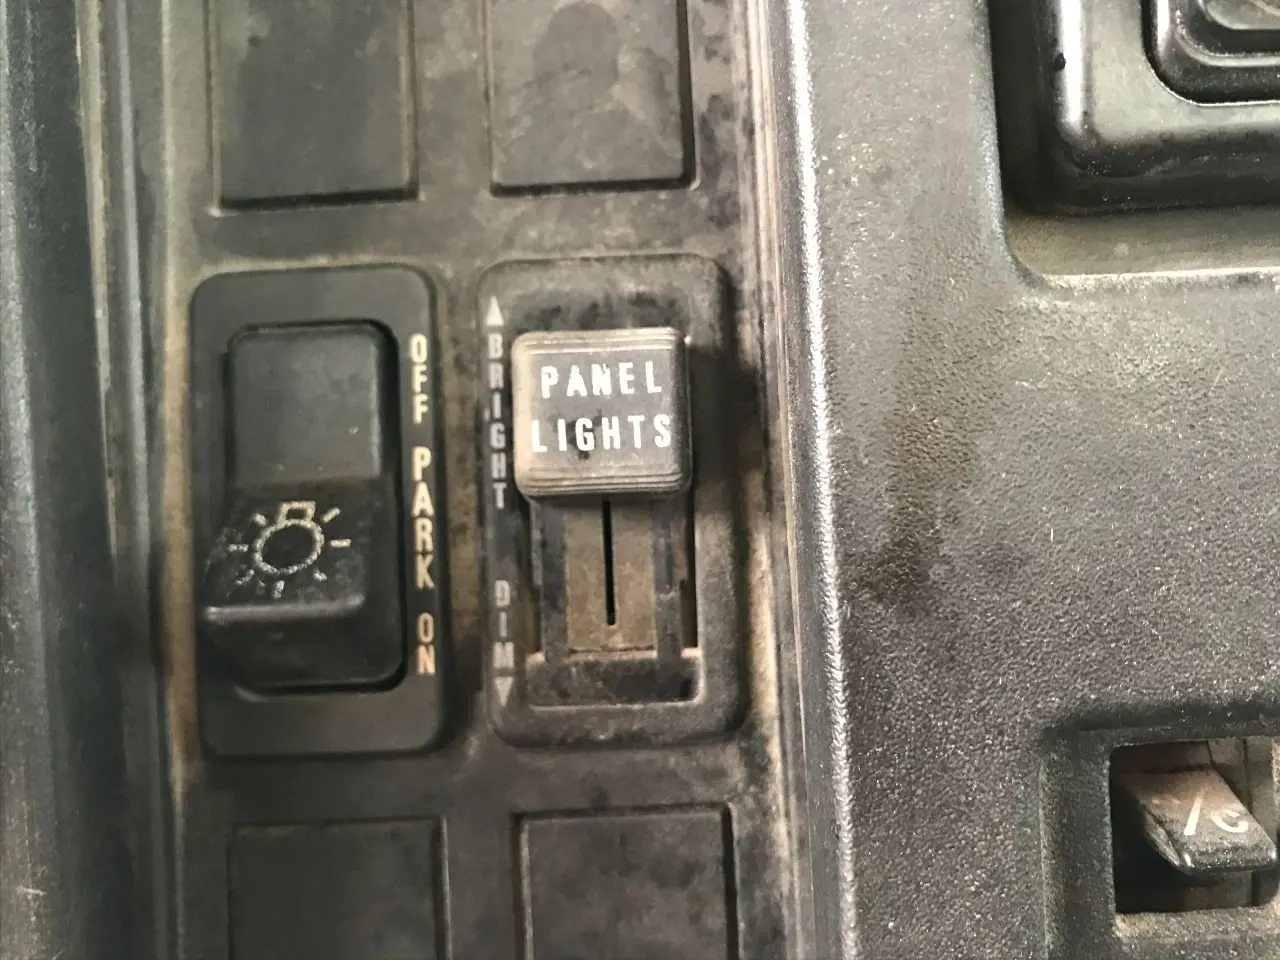 OFF PARK ON
BRIGHT
DIM
PANEL
LIGHTS
/C